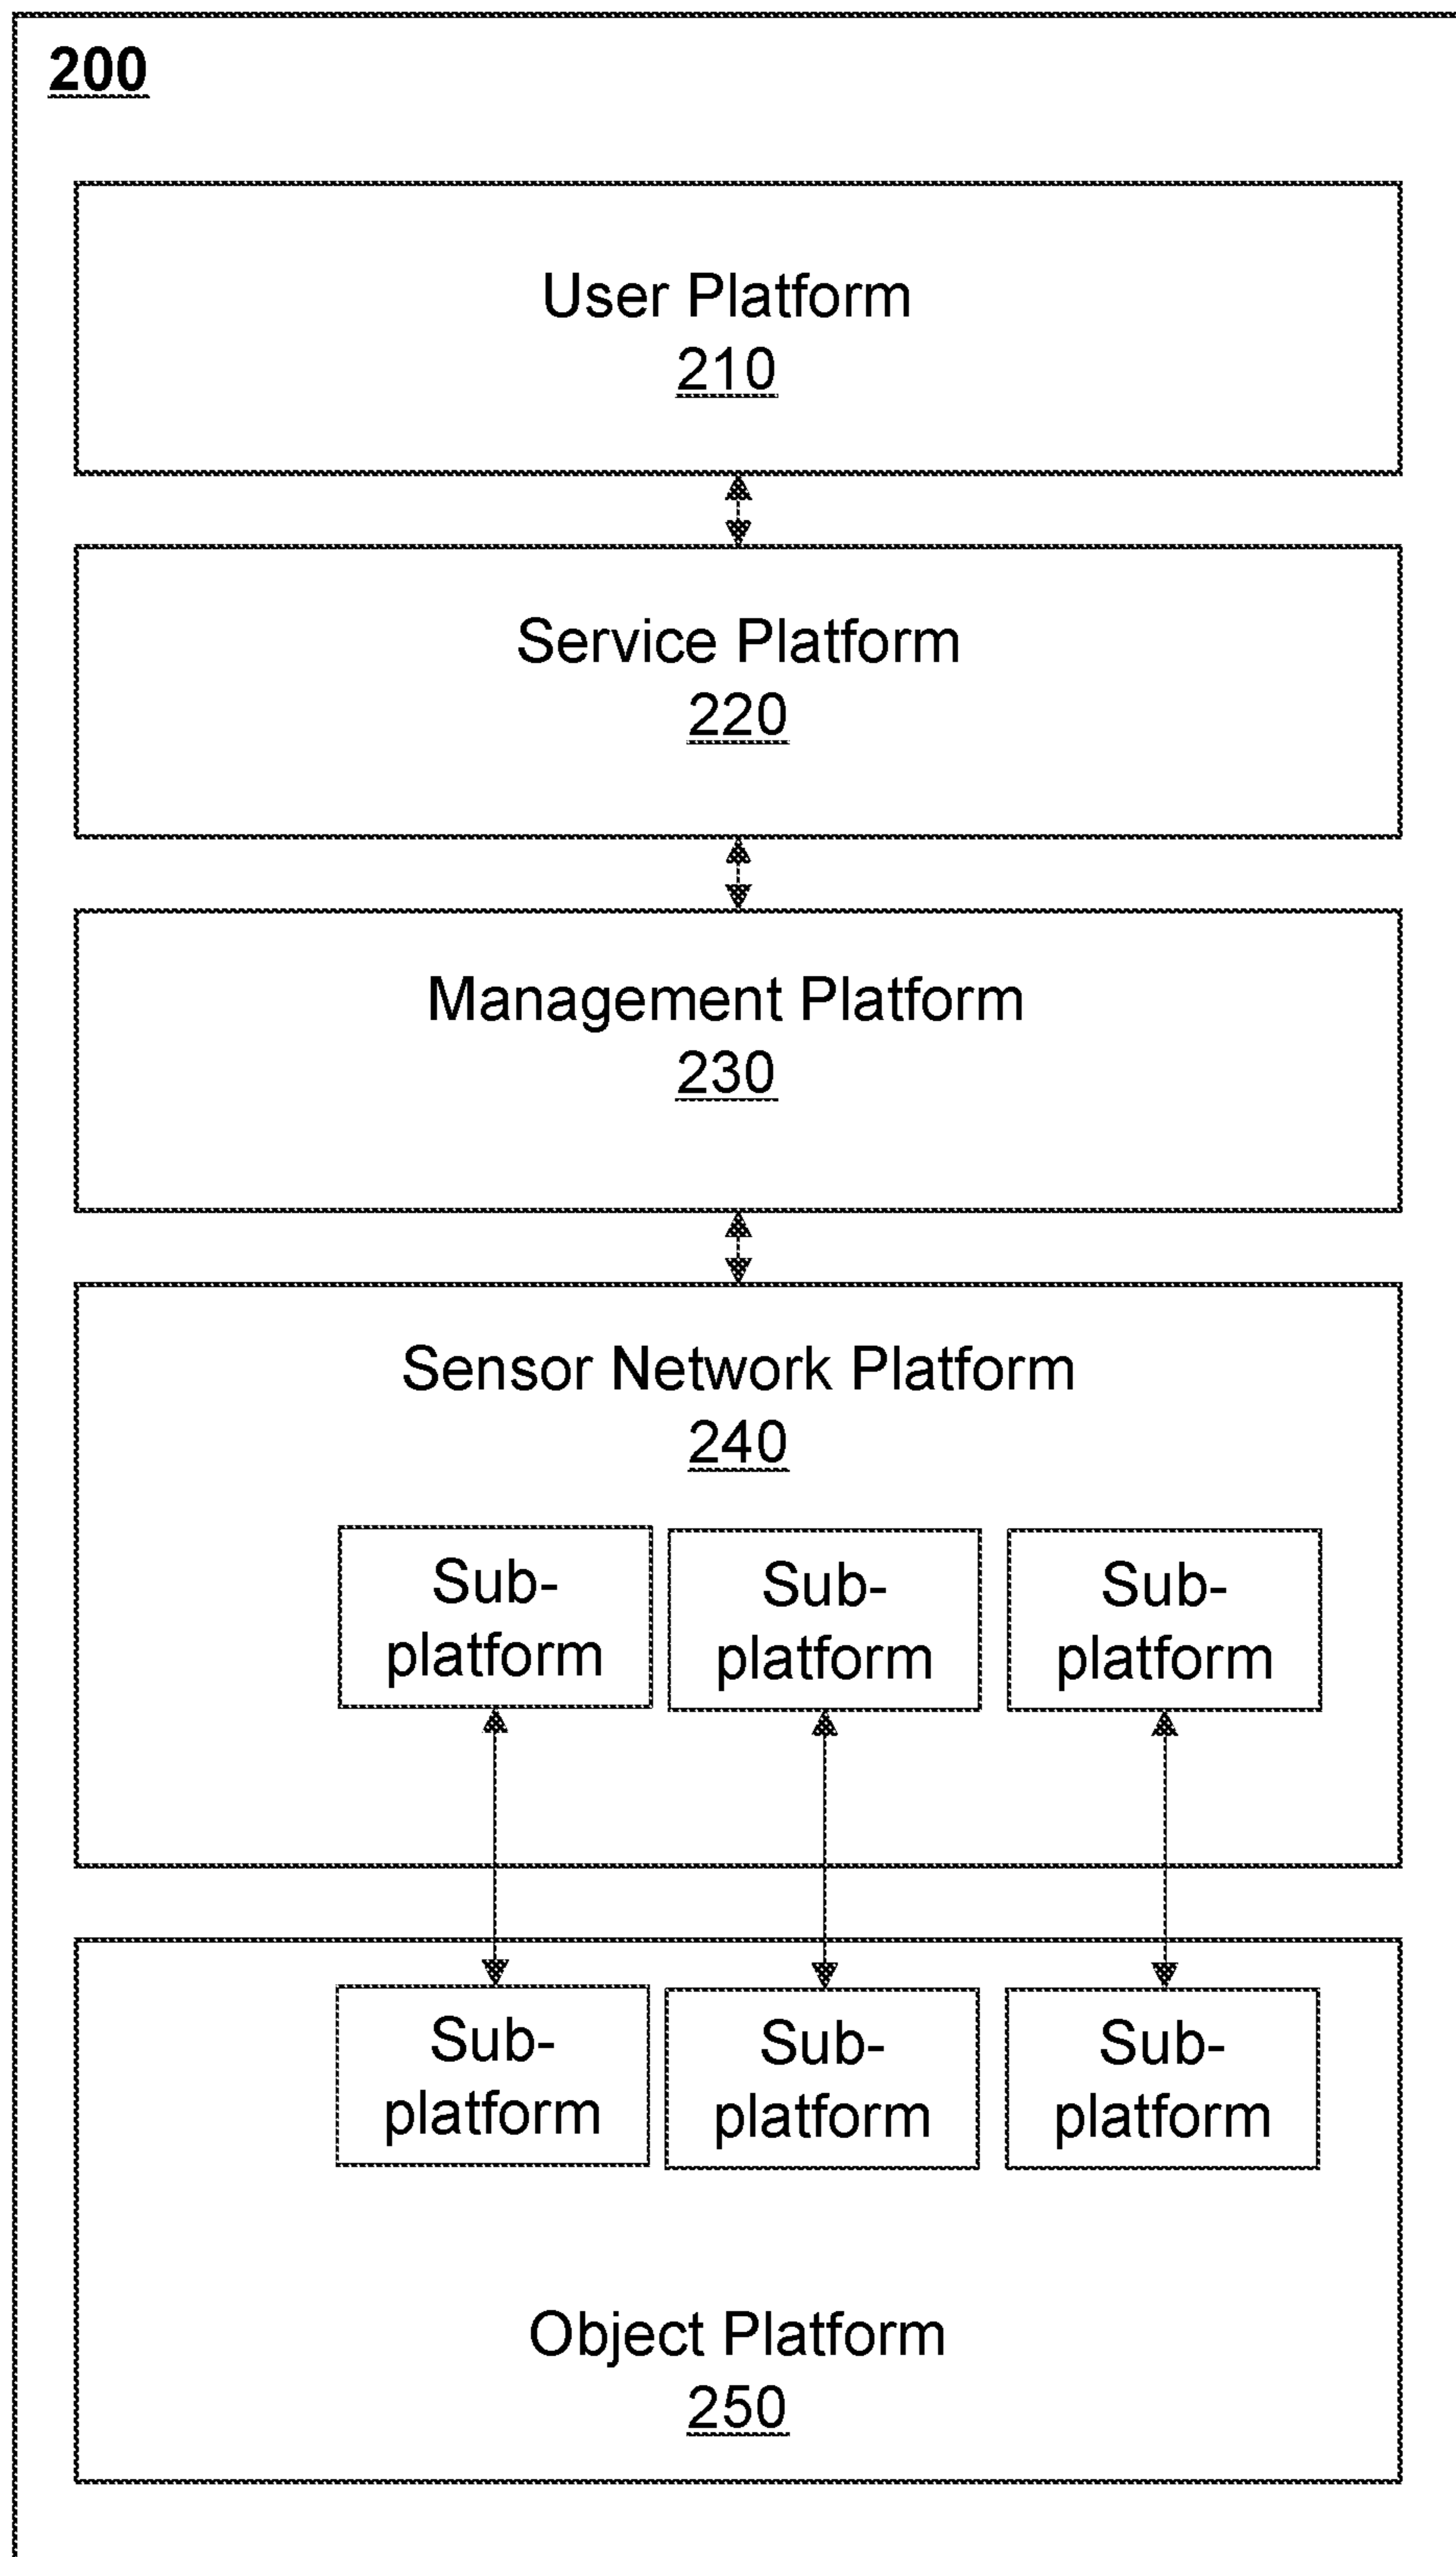 200
User Platform
210
Service Platform
220
Management Platform
230
Sensor Network Platform
240
Sub-
platform
Sub-
platform
Sub-
platform
Sub-
platform
Sub-
platform
Sub-
platform
Object Platform
250